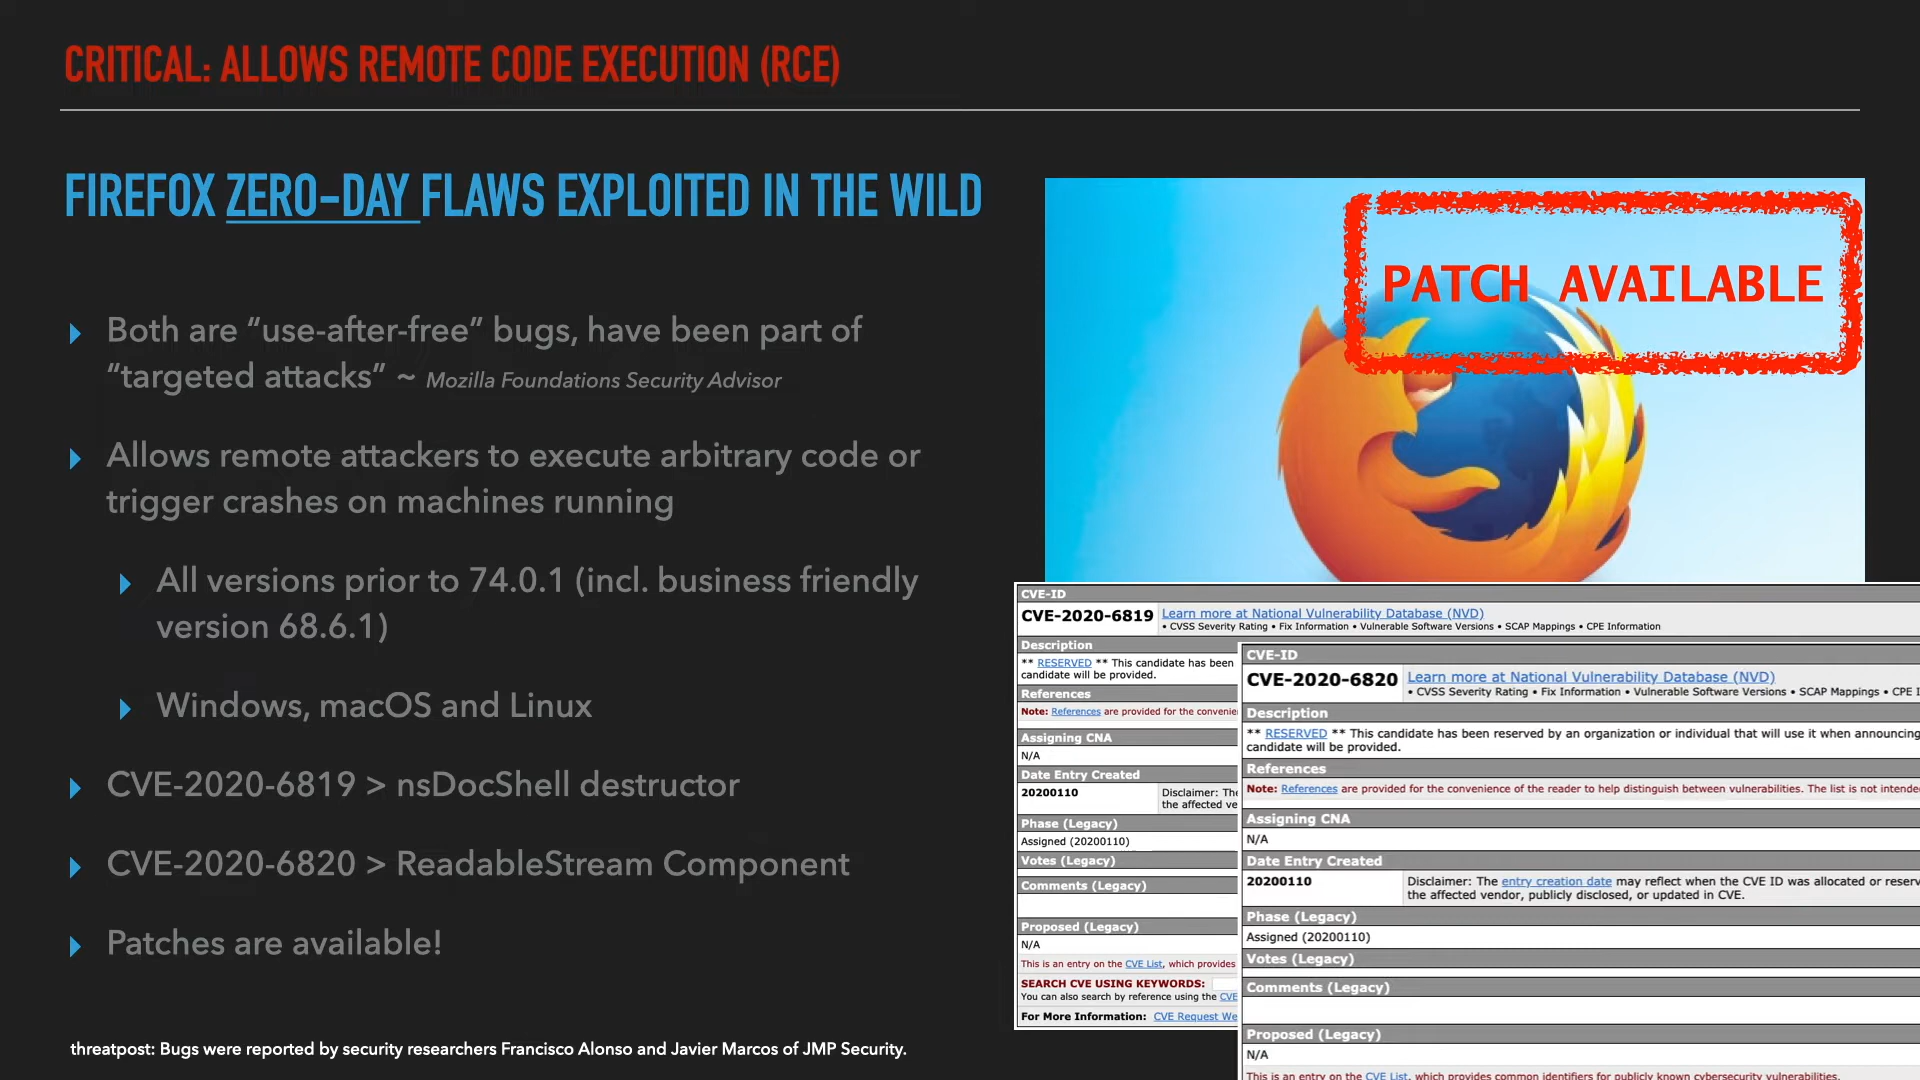 CRITICAL: ALLOWS REMOTE CODE EXECUTION (RCE)
FIREFOX ZERO-DAY FLAWS EXPLOITED IN THE WILD
Both are “use-after-free” bugs, have been part of
“targeted attacks” ~ Mozilla Foundations Security Advisor
Allows remote attackers to execute arbitrary code or
trigger crashes on machines running
All versions prior to 74.0.1 (incl. business friendly
version 68.6.1)
Windows, macOS and Linux
CVE-2020-6819 > nsDocShell destructor
CVE-2020-6820 > ReadableStream Component
Patches are available!
threatpost: Bugs were reported by security researchers Francisco Alonso and Javier Marcos of JMP Security.
PATCH AVAILABLE
CVE-ID
CVE-2020-6819 Learn more at National Vulnerability Database (NVD)
• CVSS Severity Rating • Fix Information • Vulnerable Software Versions • SCAP Mappings • CPE Information
Description
** RESERVED ** This candidate has been
candidate will be provided.
References
Note: References are provided for the convenie
Assigning CNA
N/A
Date Entry Created
20200110 Disclaimer: The
the affected ve
Phase (Legacy)
Assigned (20200110)
Votes (Legacy)
Comments (Legacy)
Proposed (Legacy)
N/A
This is an entry on the CVE List, which provides
SEARCH CVE USING KEYWORDS:
You can also search by reference using the CVE
For More Information: CVE Request We
CVE-ID
CVE-2020-6820 Learn more at National Vulnerability Database (NVD)
• CVSS Severity Rating • Fix Information • Vulnerable Software Versions • SCAP Mappings • CPE I
Description
** RESERVED ** This candidate has been reserved by an organization or individual that will use it when announcing
candidate will be provided.
References
Note: References are provided for the convenience of the reader to help distinguish between vulnerabilities. The list is not intende
Assigning CNA
N/A
Date Entry Created
20200110 Disclaimer: The entry creation date may reflect when the CVE ID was allocated or reserv
the affected vendor, publicly disclosed, or updated in CVE.
Phase (Legacy)
Assigned (20200110)
Votes (Legacy)
Comments (Legacy)
Proposed (Legacy)
N/A
This is an entry on the CVE List, which provides common identifiers for publicly known cybersecurity vulnerabilities.